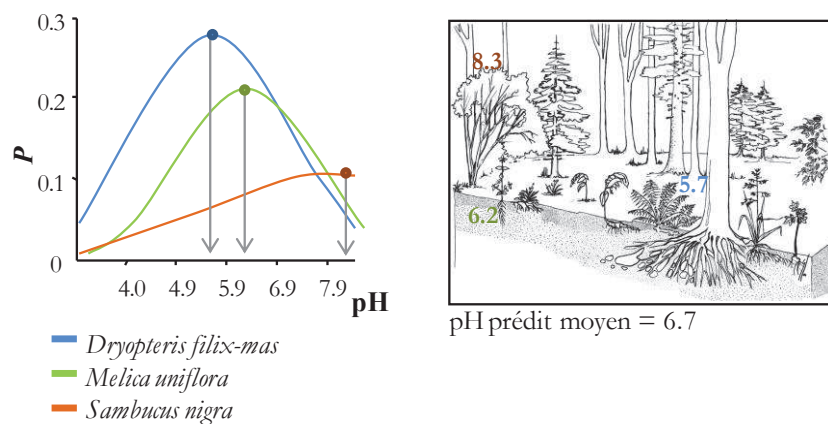 0.3
0.2
0.1
0
P
4.0 4.9 5.9 6.9 7.9
pH
Dryopteris filix-mas
Melica uniflora
Sambucus nigra
8.3
5.7
6.2
pH prédit moyen = 6.7